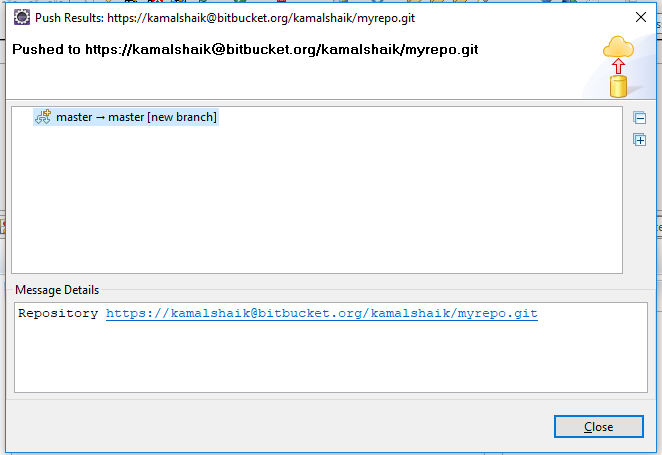 Push Results: https://kamalshaik@bitbucket.org/kamalshaik/myrepo.git
Pushed to https://kamalshaik@bitbucket.org/kamalshaik/myrepo.git
master → master [new branch]
Message Details
Repository https://kamalshaik@bitbucket.org/kamalshaik/myrepo.git
Close